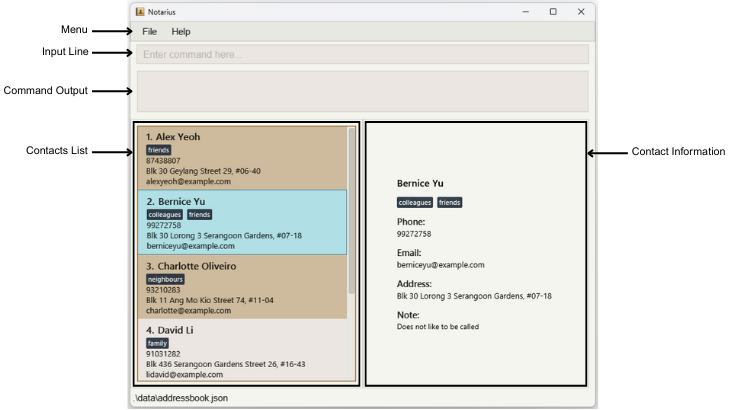 Notarius
Menu
File Help
Input Line
Enter command here...
Command Output
Contacts List
1. Alex Yeoh
friends
87438807
Blk 30 Geylang Street 29, #06-40
alexyeoh@example.com
2. Bernice Yu
colleagues friends
99272758
Blk 30 Lorong 3 Serangoon Gardens, #07-18
berniceyu@example.com
3. Charlotte Oliveiro
neighbours
93210283
Blk 11 Ang Mo Kio Street 74, #11-04
charlotte@example.com
4. David Li
family
91031282
Blk 436 Serangoon Gardens Street 26, #16-43
lidavid@example.com
Contact Information
Bernice Yu
colleagues friends
Phone:
99272758
Email:
berniceyu@example.com
Address:
Blk 30 Lorong 3 Serangoon Gardens, #07-18
Note:
Does not like to be called
.\data\addressbook.json